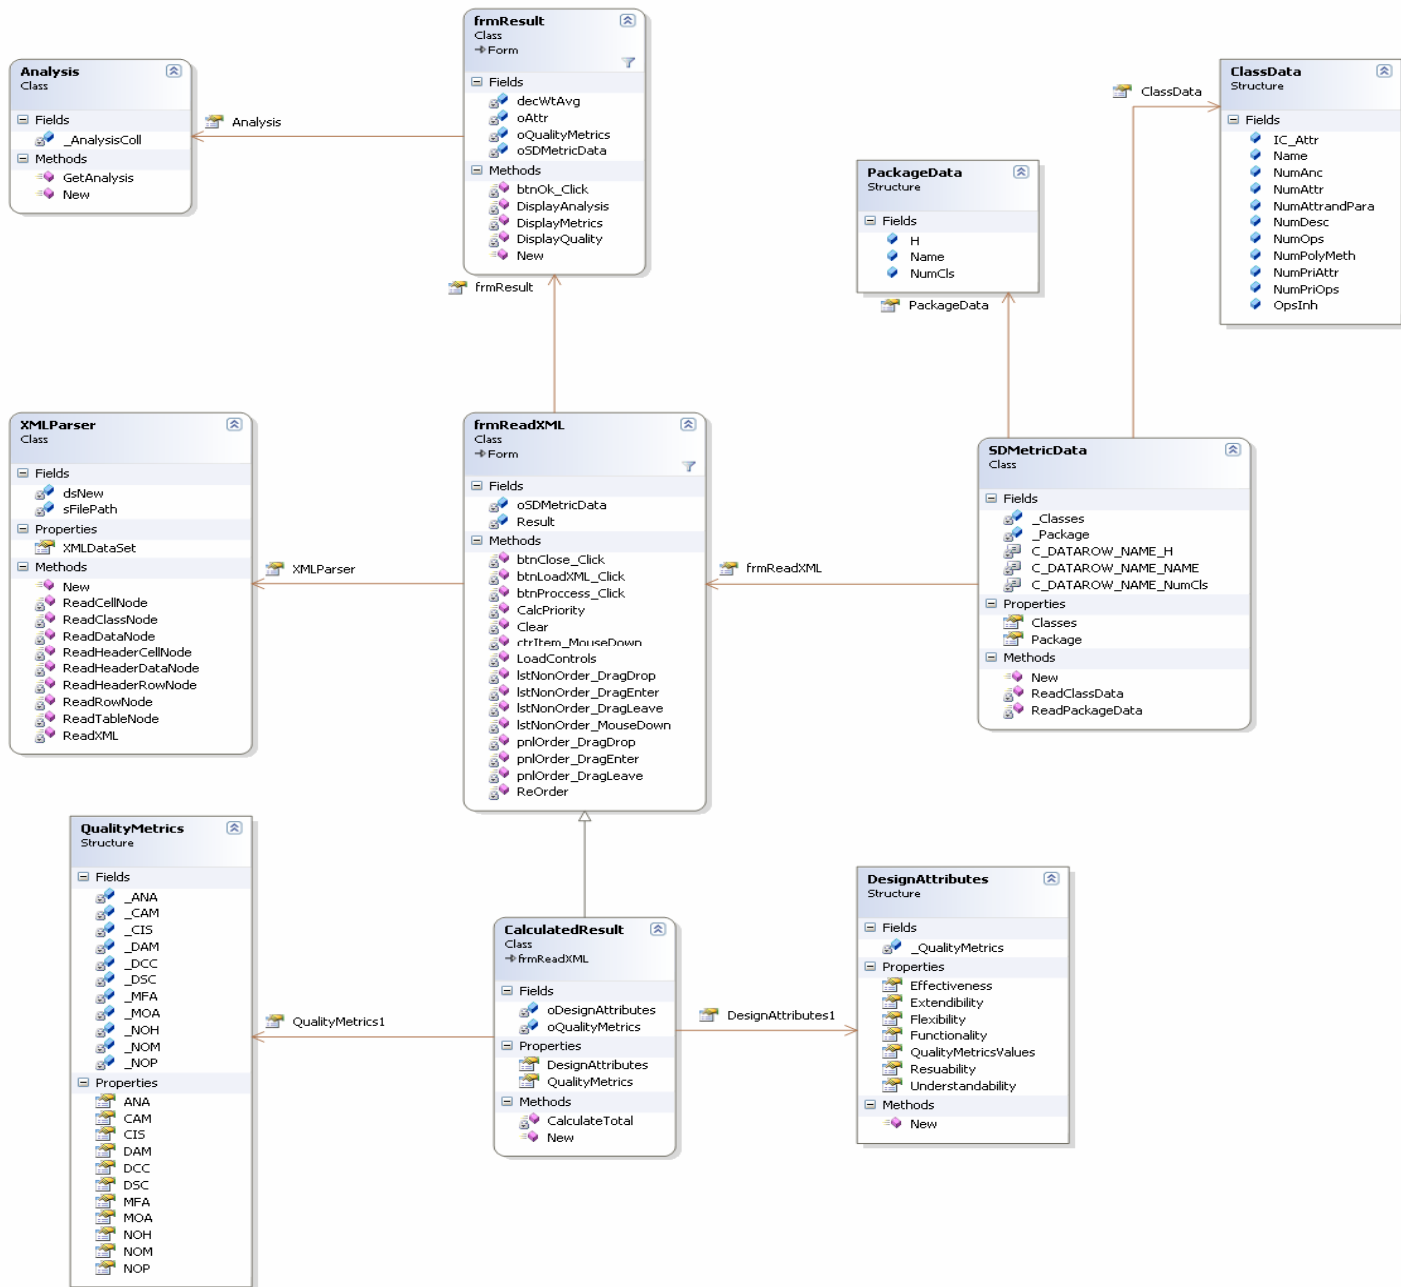 frmResult
Class
Form
Fields
decWtAvg
oAttr
oQualityMetrics
oSDMetricData
Methods
btnOk_Click
DisplayAnalysis
DisplayMetrics
DisplayQuality
New
Analysis
Class
Fields
_AnalysisColl
Methods
GetAnalysis
New
Analysis
ClassData
ClassData
Structure
Fields
IC_Attr
Name
NumAnc
NumAttr
NumAttrandPara
NumDesc
NumOps
NumPolyMeth
NumPriAttr
NumPriOps
OpsInh
PackageData
Structure
Fields
H
Name
NumCls
frmResult
PackageData
XMLParser
Class
Fields
dsNew
sFilePath
Properties
XMLDataSet
Methods
New
ReadCellNode
ReadClassNode
ReadDataNode
ReadHeaderCellNode
ReadHeaderDataNode
ReadHeaderRowNode
ReadRowNode
ReadTableNode
ReadXML
XMLParser
frmReadXML
Class
Form
Fields
oSDMetricData
Result
Methods
btnClose_Click
btnLoadXML_Click
btnProccess_Click
CalcPriority
Clear
ctrItem_MouseDown
LoadControls
lstNonOrder_DragDrop
lstNonOrder_DragEnter
lstNonOrder_DragLeave
lstNonOrder_MouseDown
pnlOrder_DragDrop
pnlOrder_DragEnter
pnlOrder_DragLeave
ReOrder
frmReadXML
SDMetricData
Class
Fields
_Classes
_Package
C_DATAROW_NAME_H
C_DATAROW_NAME_NAME
C_DATAROW_NAME_NumCls
Properties
Classes
Package
Methods
New
ReadClassData
ReadPackageData
QualityMetrics
Structure
Fields
_ANA
_CAM
_CIS
_DAM
_DCC
_DSC
_MFA
_MOA
_NOH
_NOM
_NOP
Properties
ANA
CAM
CIS
DAM
DCC
DSC
MFA
MOA
NOH
NOM
NOP
QualityMetrics1
CalculatedResult
Class
frmReadXML
Fields
oDesignAttributes
oQualityMetrics
Properties
DesignAttributes
QualityMetrics
Methods
CalculateTotal
New
DesignAttributes1
DesignAttributes
Structure
Fields
_QualityMetrics
Properties
Effectiveness
Extendibility
Flexibility
Functionality
QualityMetricsValues
Resuability
Understandability
Methods
New